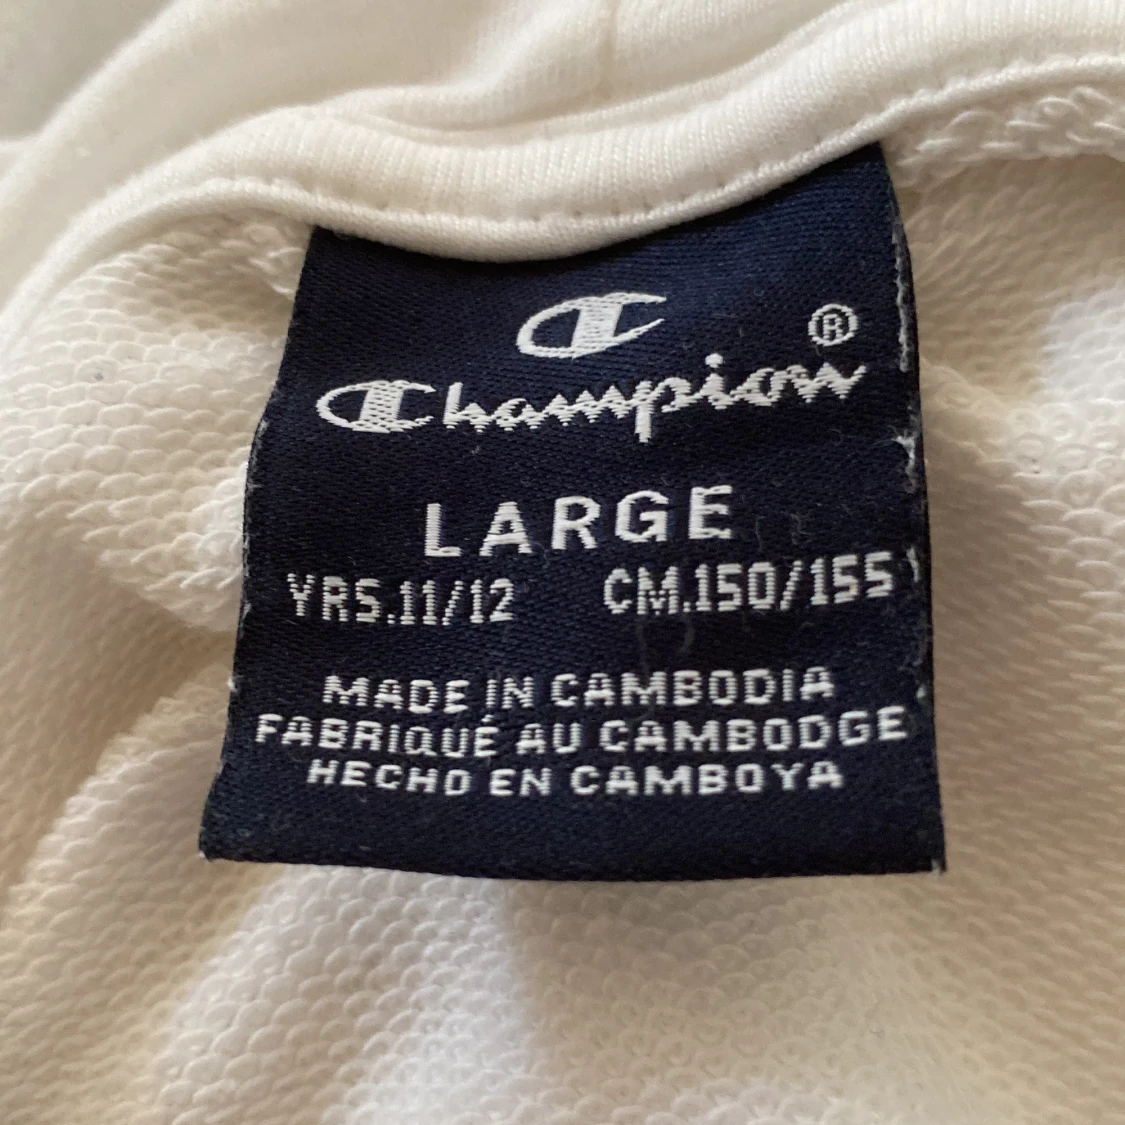 C
Champion®
LARGE
YRS.11/12 CM.150/155
MADE IN CAMBODIA
FABRIQUÉ AU CAMBODGE
HECHO EN CAMBOYA